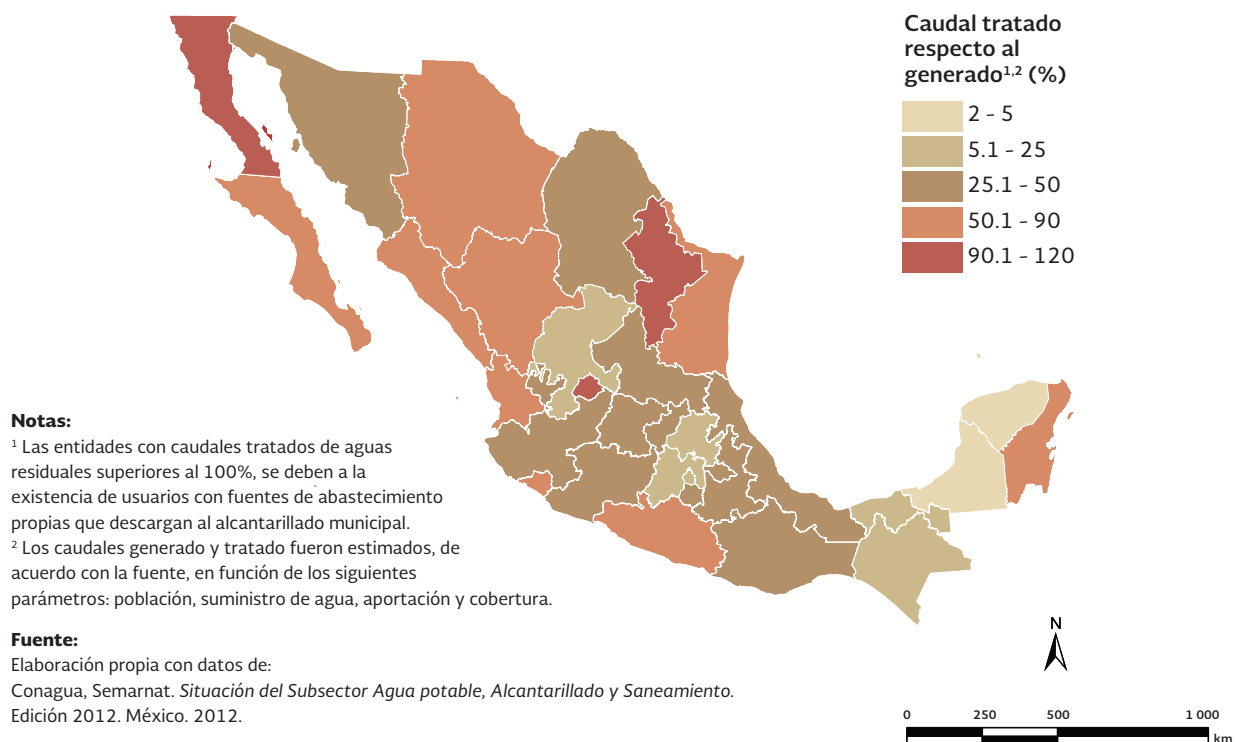 Caudal tratado
respecto al
generado¹,² (%)
2 - 5
5.1 - 25
25.1 - 50
50.1 - 90
90.1 - 120
Notas:
¹ Las entidades con caudales tratados de aguas
residuales superiores al 100%, se deben a la
existencia de usuarios con fuentes de abastecimiento
propias que descargan al alcantarillado municipal.
² Los caudales generado y tratado fueron estimados, de
acuerdo con la fuente, en función de los siguientes
parámetros: población, suministro de agua, aportación y cobertura.
Fuente:
Elaboración propia con datos de:
Conagua, Semarnat. Situación del Subsector Agua potable, Alcantarillado y Saneamiento.
Edición 2012. México. 2012.
N
0 250 500 1 000
km